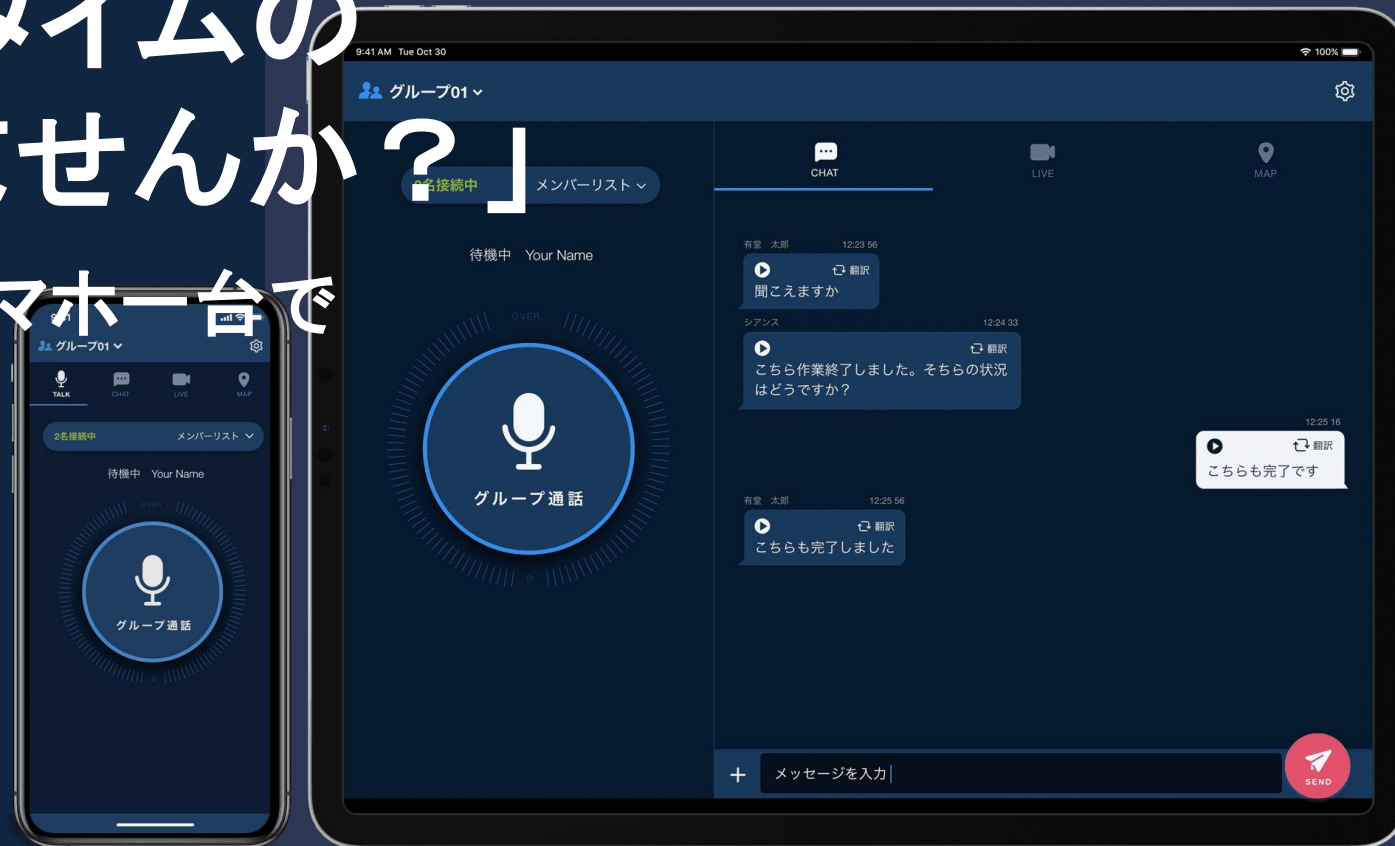 タイムの
せんか？」
マホ一台で
9:41
グループ01
TALK
CHAT
LIVE
MAP
2名接続中 メンバーリスト
待機中 Your Name
OVER
グループ通話
0
9:41 AM Tue Oct 30
100%
グループ01
名接続中 メンバーリスト
待機中 Your Name
OVER
グループ通話
0
CHAT
LIVE
MAP
有堂 太郎 12:23 56
翻訳
聞こえますか
シアンス 12:24 33
翻訳
こちら作業終了しました。そちらの状況
はどうですか？
12:25 16
翻訳
こちらも完了です
有堂 太郎 12:25 56
翻訳
こちらも完了しました
メッセージを入力
SEND